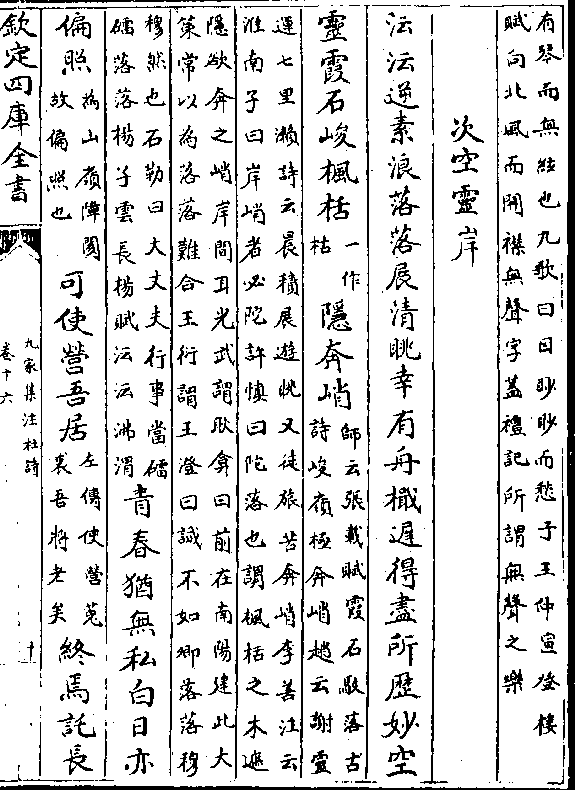 有琴而無絃也九歌曰目眇眇而愁予王仲宣登樓
賦向北風而開襟無聲字蓋禮記所謂無聲之樂
次空靈岸
沄沄逆素浪落落展清眺幸有舟楫遲得盡所歴妙空
靈霞石峻楓栝
一作
栝
隱奔峭
師云張載賦霞石駮落古
詩峻嶺極奔峭趙云謝靈
運七里瀨詩云晨積展遊眺又徒旅苦奔峭李善注云
淮南子曰岸峭者必陀許慎曰陀落也謂楓栝之木遮
隱欲奔之峭岸間耳光武謂耿弇曰前在南陽建此大
策常以為落落難合王衍謂王澄曰誠不如卿落落穆
穆然也石勒曰大丈夫行事當礧
礧落落楊子雲長楊賦沄沄沸渭
青春猶無私白日亦
偏照
為山嶺障閡
故偏照也
可使營吾居
左傳使營菟
裘吾將老矣
終焉託長
欽定四庫全書
九家集注杜詩
卷十六
十